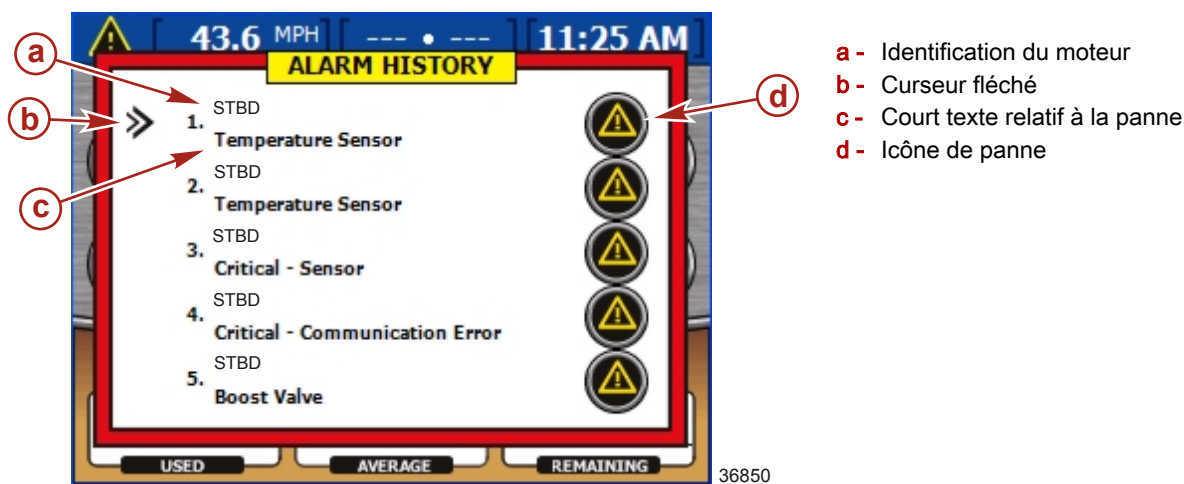 43.6 MPH --- • --- 11:25 AM
ALARM HISTORY
STBD
1.
Temperature Sensor
STBD
2.
Temperature Sensor
STBD
3.
Critical - Sensor
STBD
4.
Critical - Communication Error
STBD
5.
Boost Valve
USED AVERAGE REMAINING
36850
a
b
c
d
a - Identification du moteur
b - Curseur fléché
c - Court texte relatif à la panne
d - Icône de panne